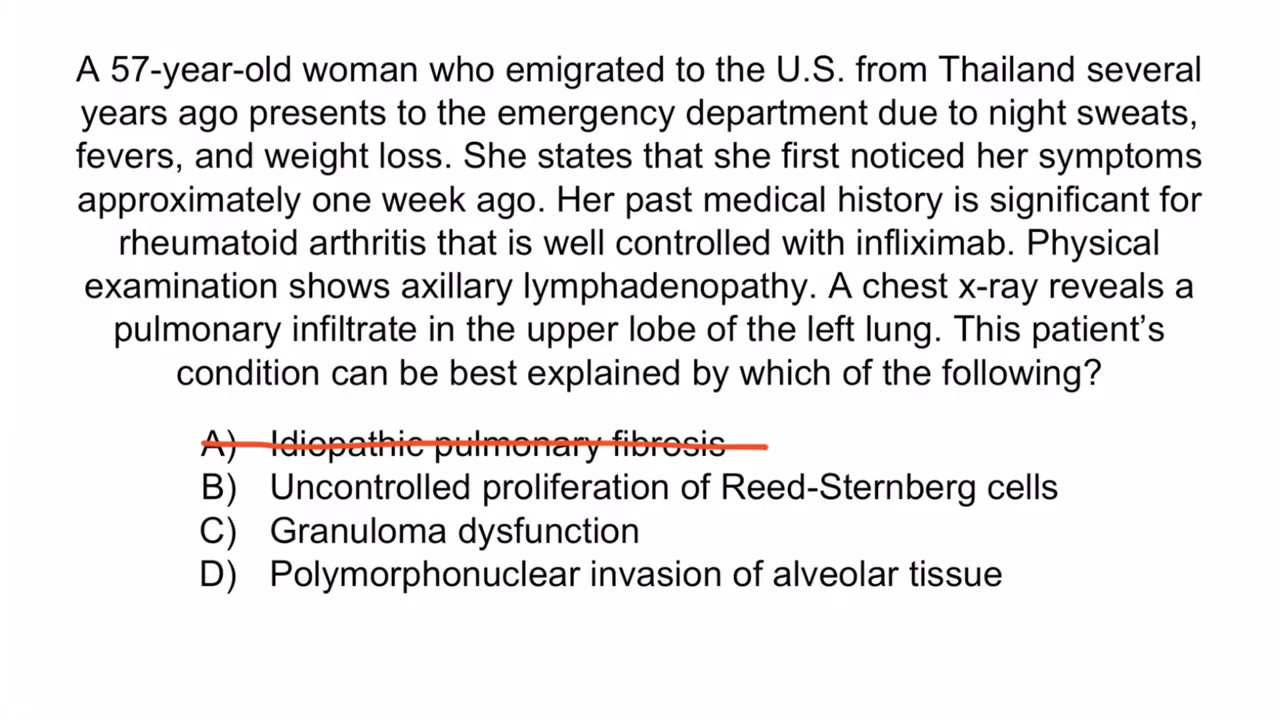 A 57-year-old woman who emigrated to the U.S. from Thailand several
years ago presents to the emergency department due to night sweats,
fevers, and weight loss. She states that she first noticed her symptoms
approximately one week ago. Her past medical history is significant for
rheumatoid arthritis that is well controlled with infliximab. Physical
examination shows axillary lymphadenopathy. A chest x-ray reveals a
pulmonary infiltrate in the upper lobe of the left lung. This patient’s
condition can be best explained by which of the following?
A) Idiopathic pulmonary fibrosis
B) Uncontrolled proliferation of Reed-Sternberg cells
C) Granuloma dysfunction
D) Polymorphonuclear invasion of alveolar tissue